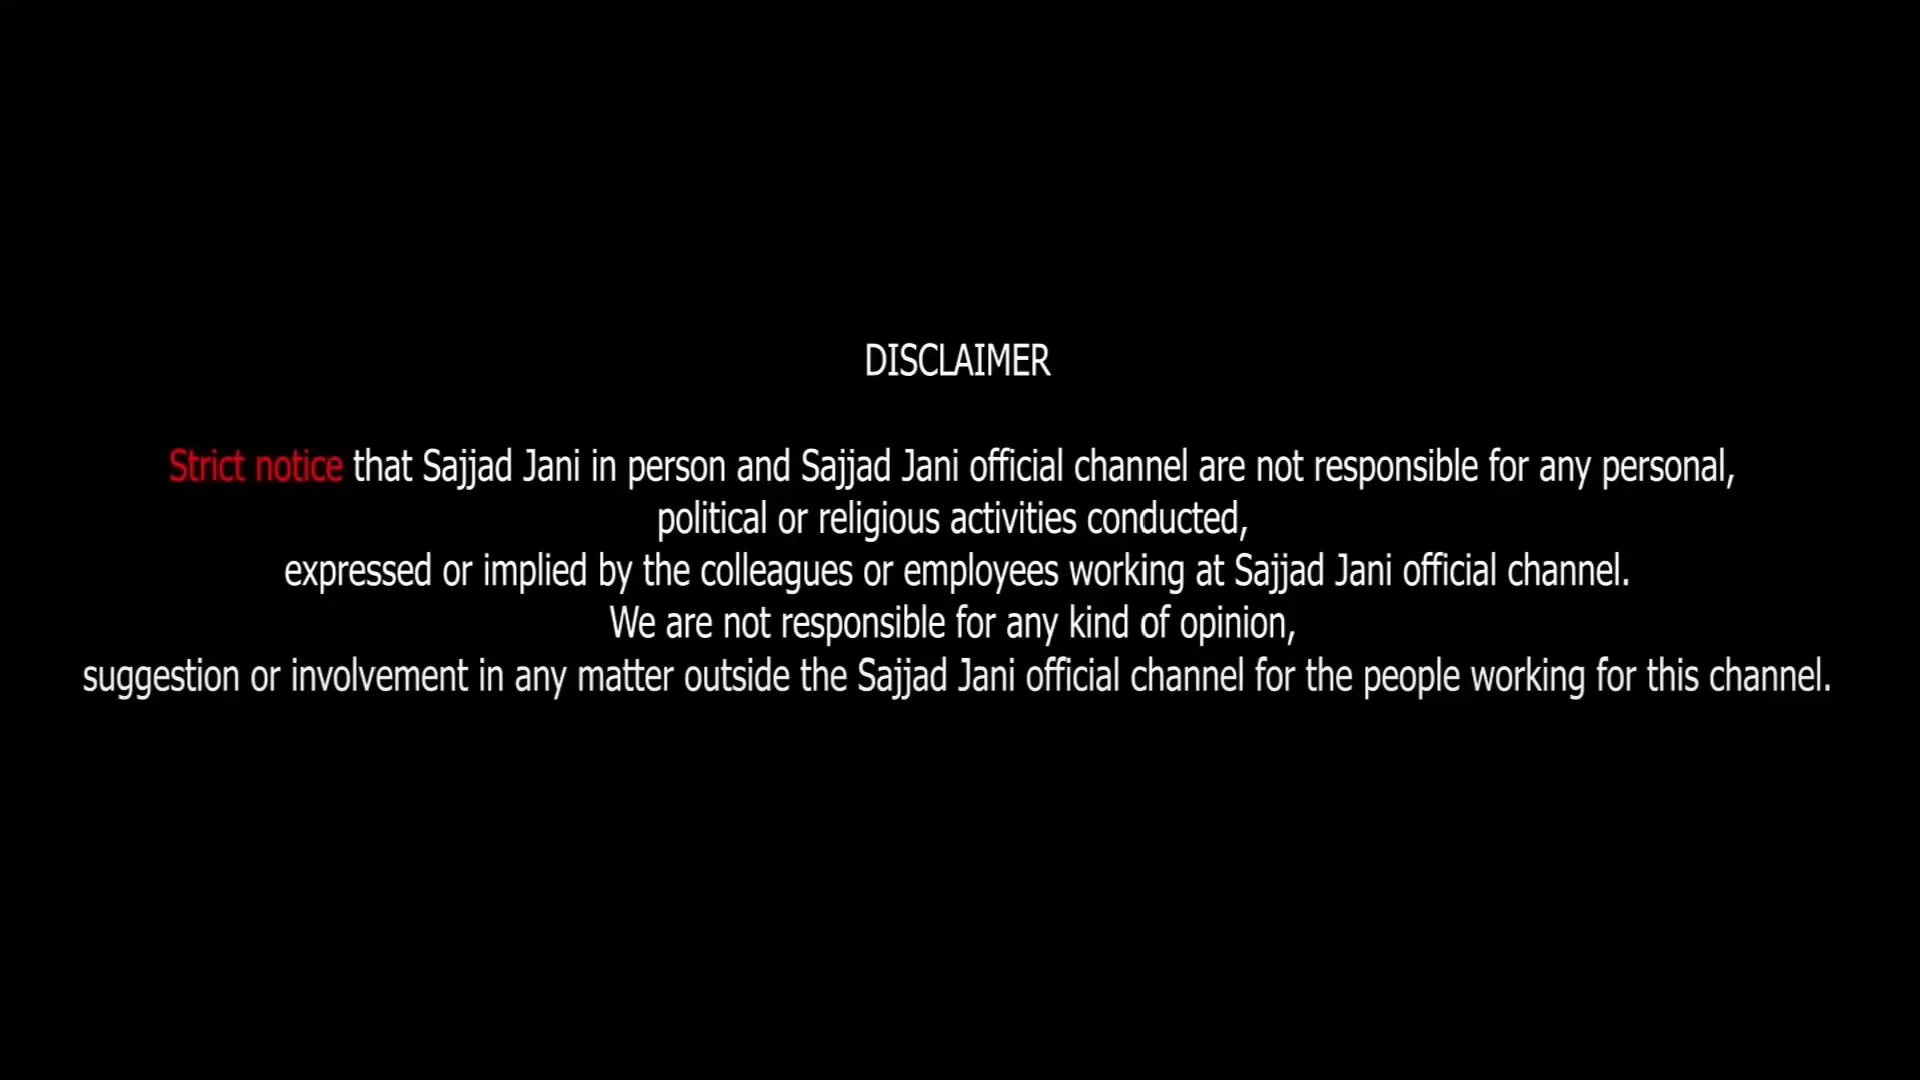 DISCLAIMER
Strict notice that Sajjad Jani in person and Sajjad Jani official channel are not responsible for any personal,
political or religious activities conducted,
expressed or implied by the colleagues or employees working at Sajjad Jani official channel.
We are not responsible for any kind of opinion,
suggestion or involvement in any matter outside the Sajjad Jani official channel for the people working for this channel.